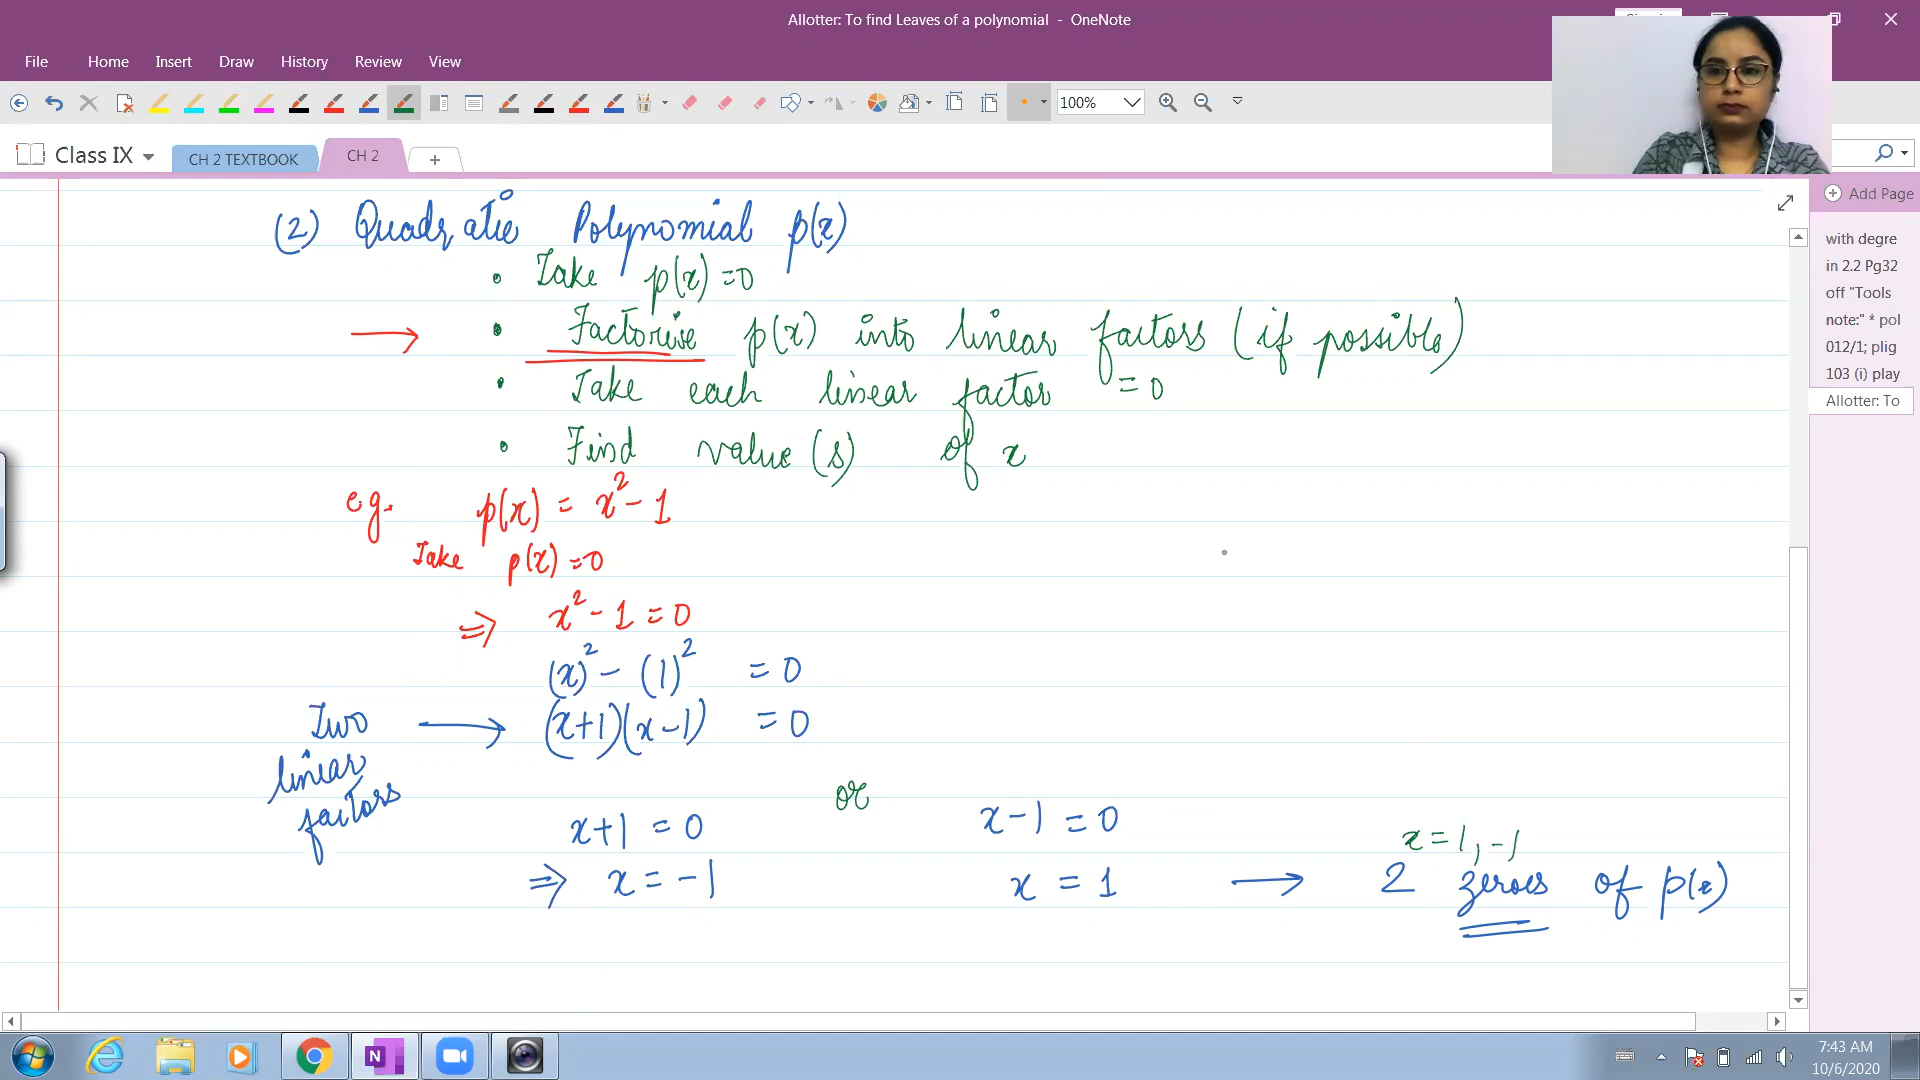 Allotter: To find Leaves of a polynomial - OneNote
File Home Insert Draw History Review View
100%
Class IX CH 2 TEXTBOOK CH 2 +
Add Page
with degre
in 2.2 Pg32
off "Tools
note:" * pol
012/1; plig
103 (i) play
Allotter: To
(2) Quadratic Polynomial p(x)
• Take p(x) = 0
→ • Factorise p(x) into linear factors (if possible)
• Take each linear factor = 0
• Find value(s) of x
eg. p(x) = x² - 1
Take p(x) = 0
⇒ x² - 1 = 0
(x)² - (1)² = 0
Two → (x+1)(x-1) = 0
linear
factors
or
x+1 = 0 x-1 = 0
x = 1, -1
⇒ x = -1 x = 1 → 2 zeroes of p(x)
7:43 AM
10/6/2020